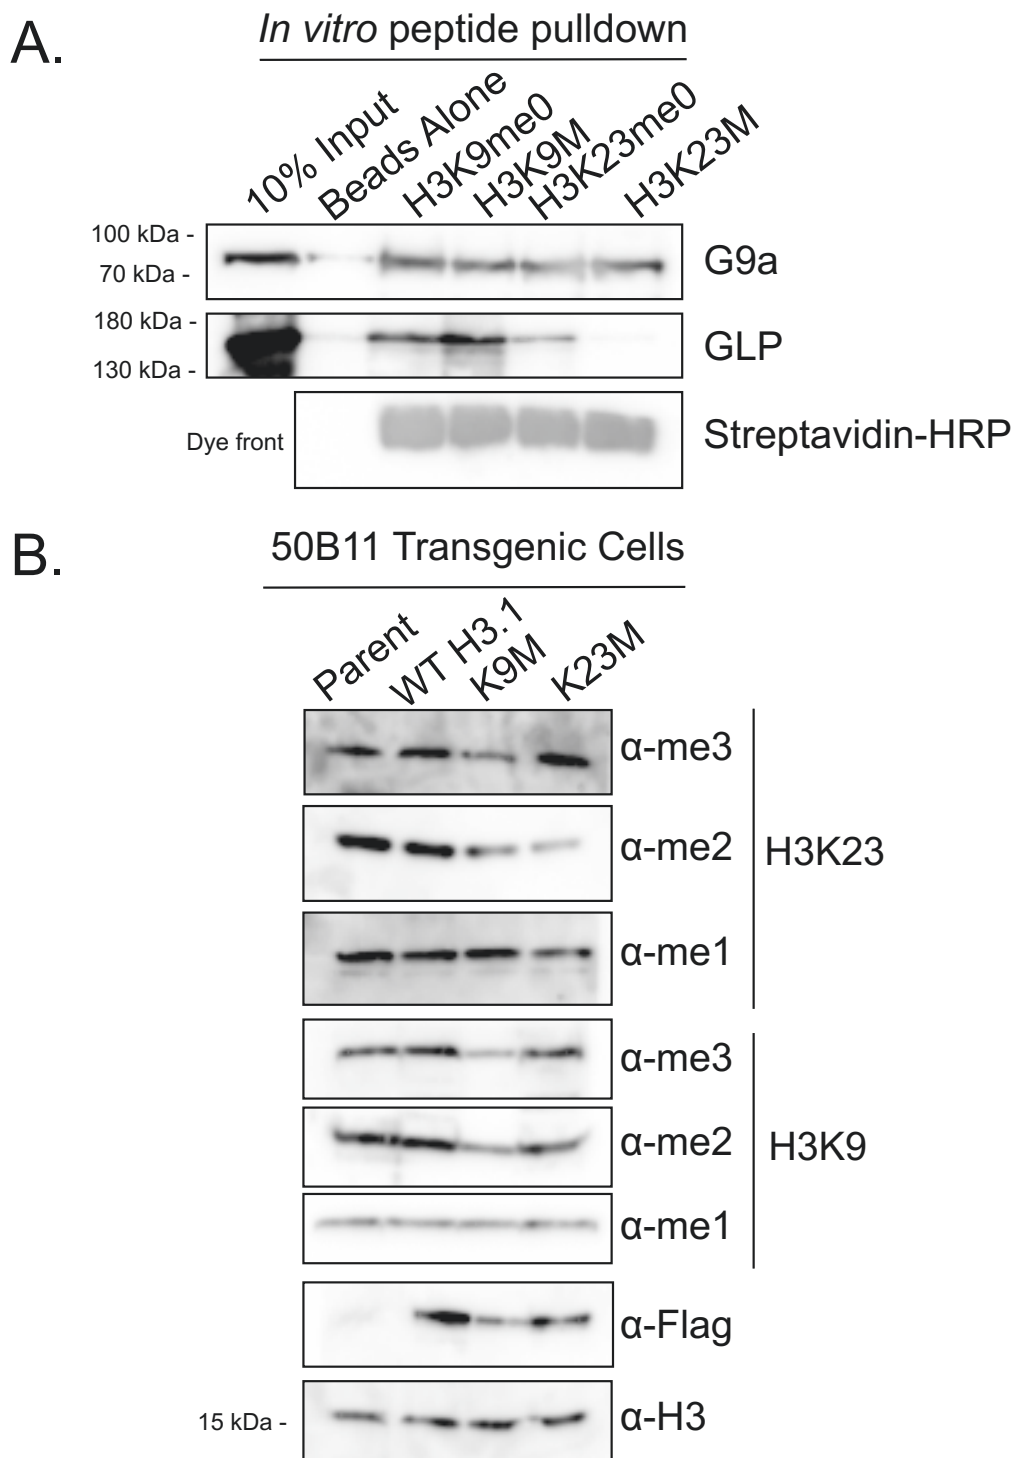 A.
In vitro peptide pulldown
10% Input
Beads Alone
H3K9me0
H3K9M
H3K23me0
H3K23M
100 kDa -
70 kDa -
G9a
180 kDa -
130 kDa -
GLP
Dye front
Streptavidin-HRP
B.
50B11 Transgenic Cells
Parent
WT H3.1
K9M
K23M
α-me3
α-me2
α-me1
H3K23
α-me3
α-me2
α-me1
H3K9
α-Flag
15 kDa -
α-H3